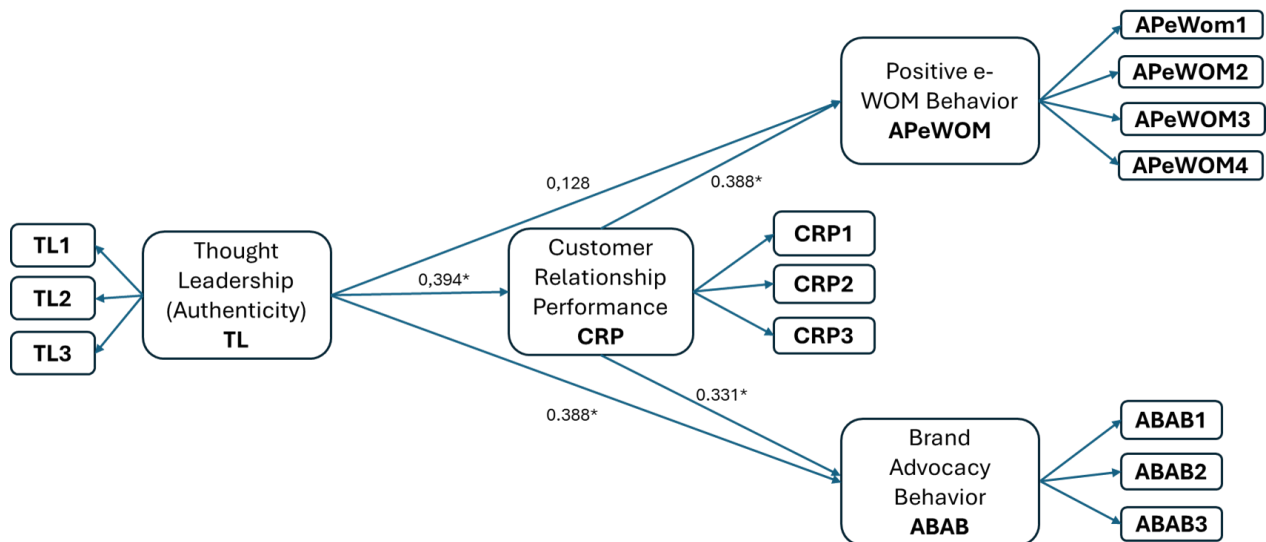 APeWom1
Positive e-
WOM Behavior
APeWOM
APeWOM2
APeWOM3
APeWOM4
0,128
0.388*
TL1
TL2
TL3
Thought
Leadership
(Authenticity)
TL
0,394*
Customer
Relationship
Performance
CRP
CRP1
CRP2
CRP3
0.331*
0.388*
Brand
Advocacy
Behavior
ABAB
ABAB1
ABAB2
ABAB3